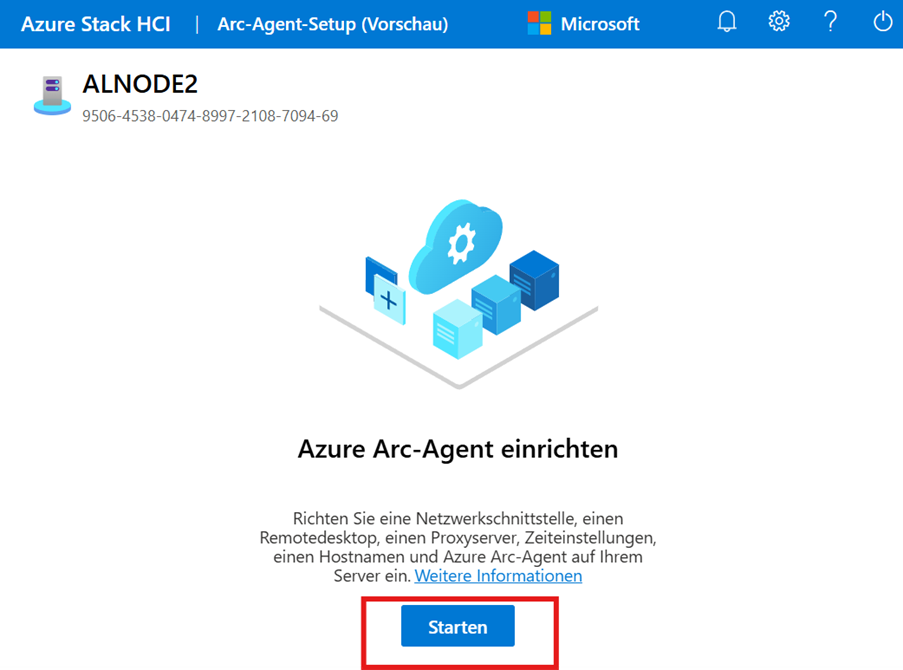 Azure Stack HCI | Arc-Agent-Setup (Vorschau) Microsoft
ALNODE2
9506-4538-0474-8997-2108-7094-69
Azure Arc-Agent einrichten
Richten Sie eine Netzwerkschnittstelle, einen
Remotedesktop, einen Proxyserver, Zeiteinstellungen,
einen Hostnamen und Azure Arc-Agent auf Ihrem
Server ein. Weitere Informationen
Starten